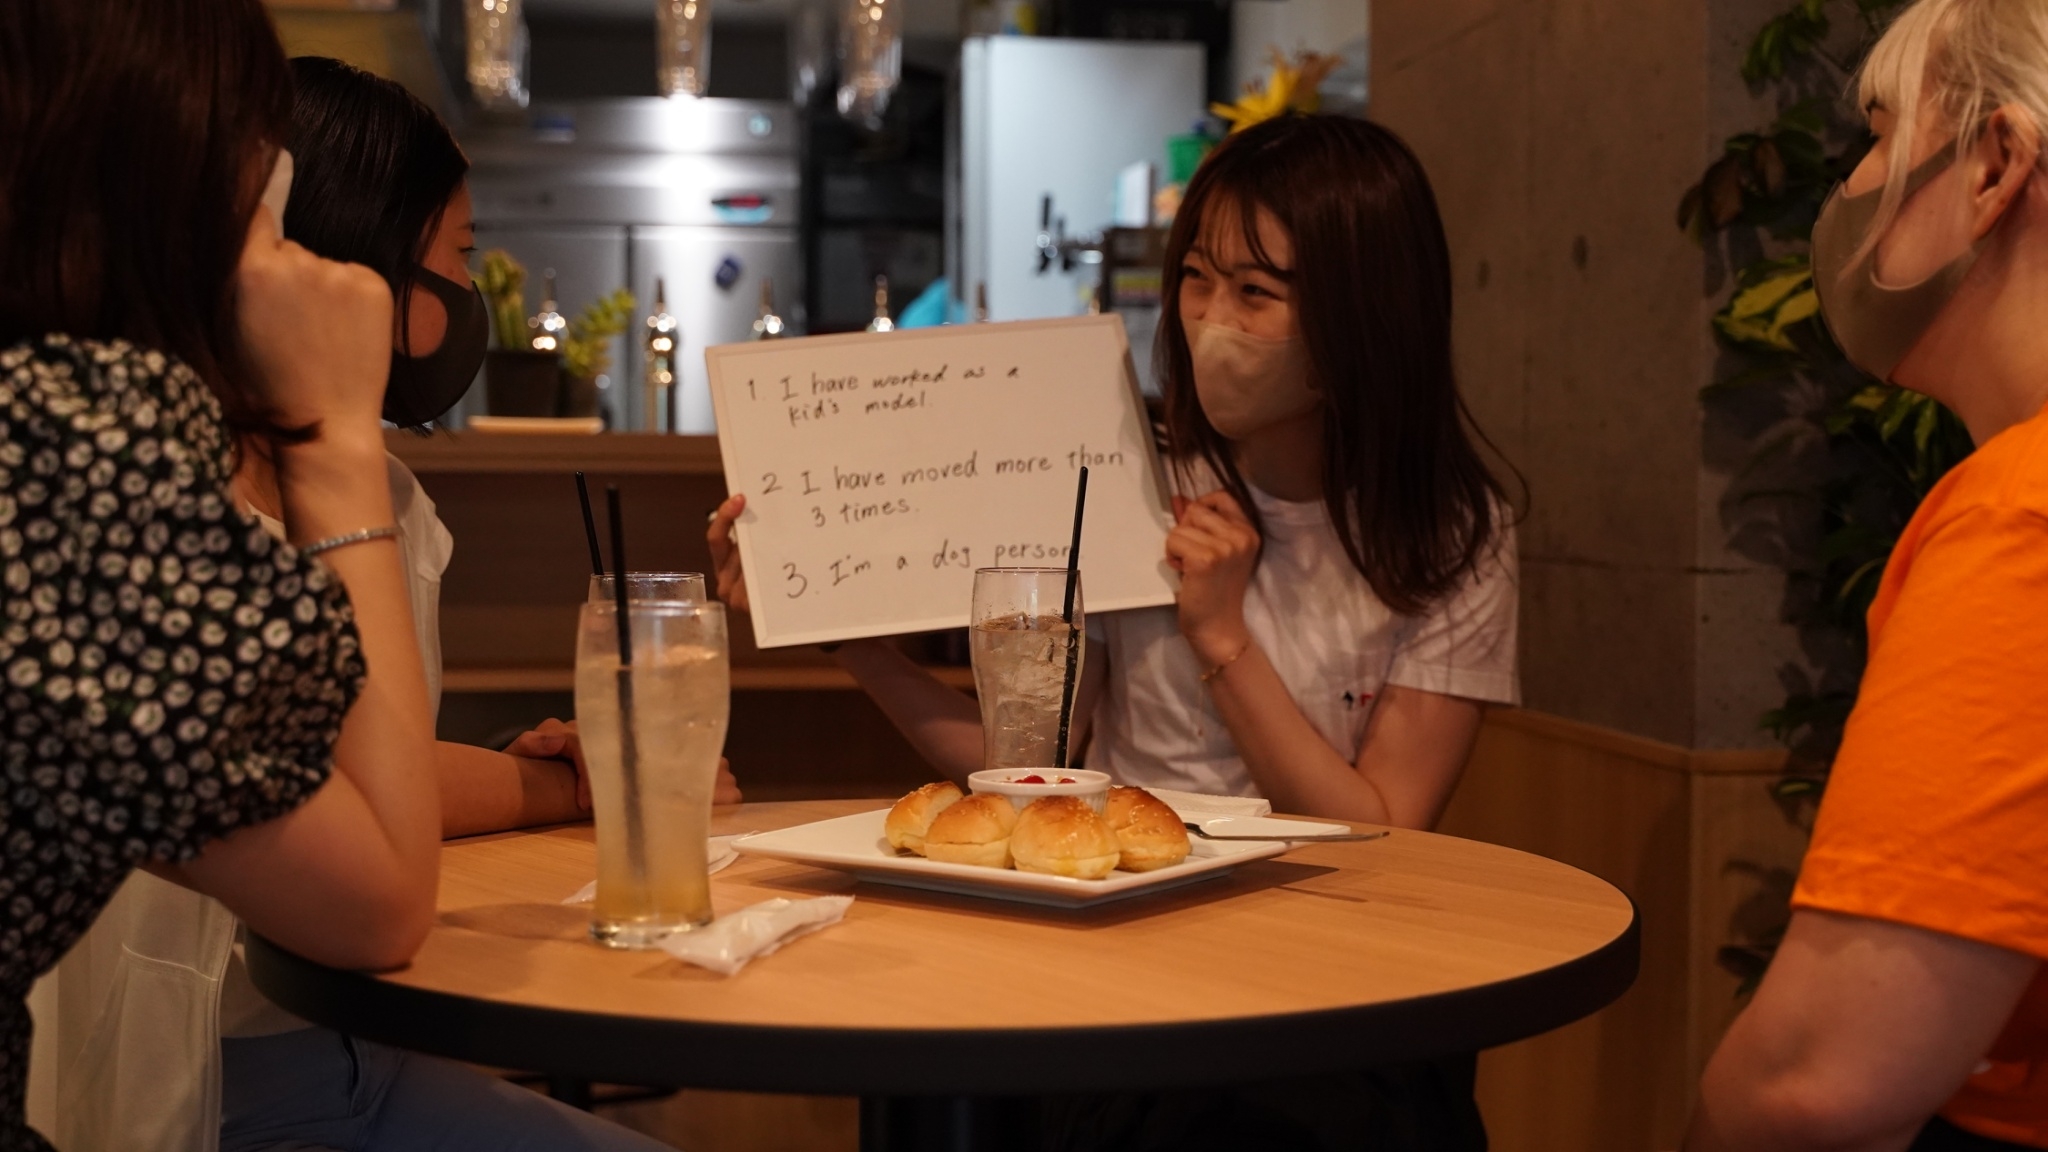 1. I have worked as a
kid's model.
2 I have moved more than
3 times.
3. I'm a dog person